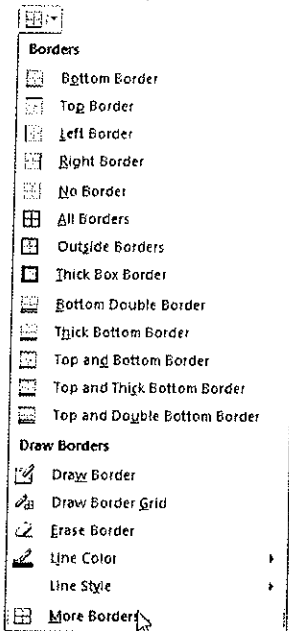 Borders
Bottom Border
Top Border
Left Border
Right Border
No Border
All Borders
Outside Borders
Thick Box Border
Bottom Double Border
Thick Bottom Border
Top and Bottom Border
Top and Thick Bottom Border
Top and Double Bottom Border
Draw Borders
Draw Border
Draw Border Grid
Erase Border
Line Color
Line Style
More Borders